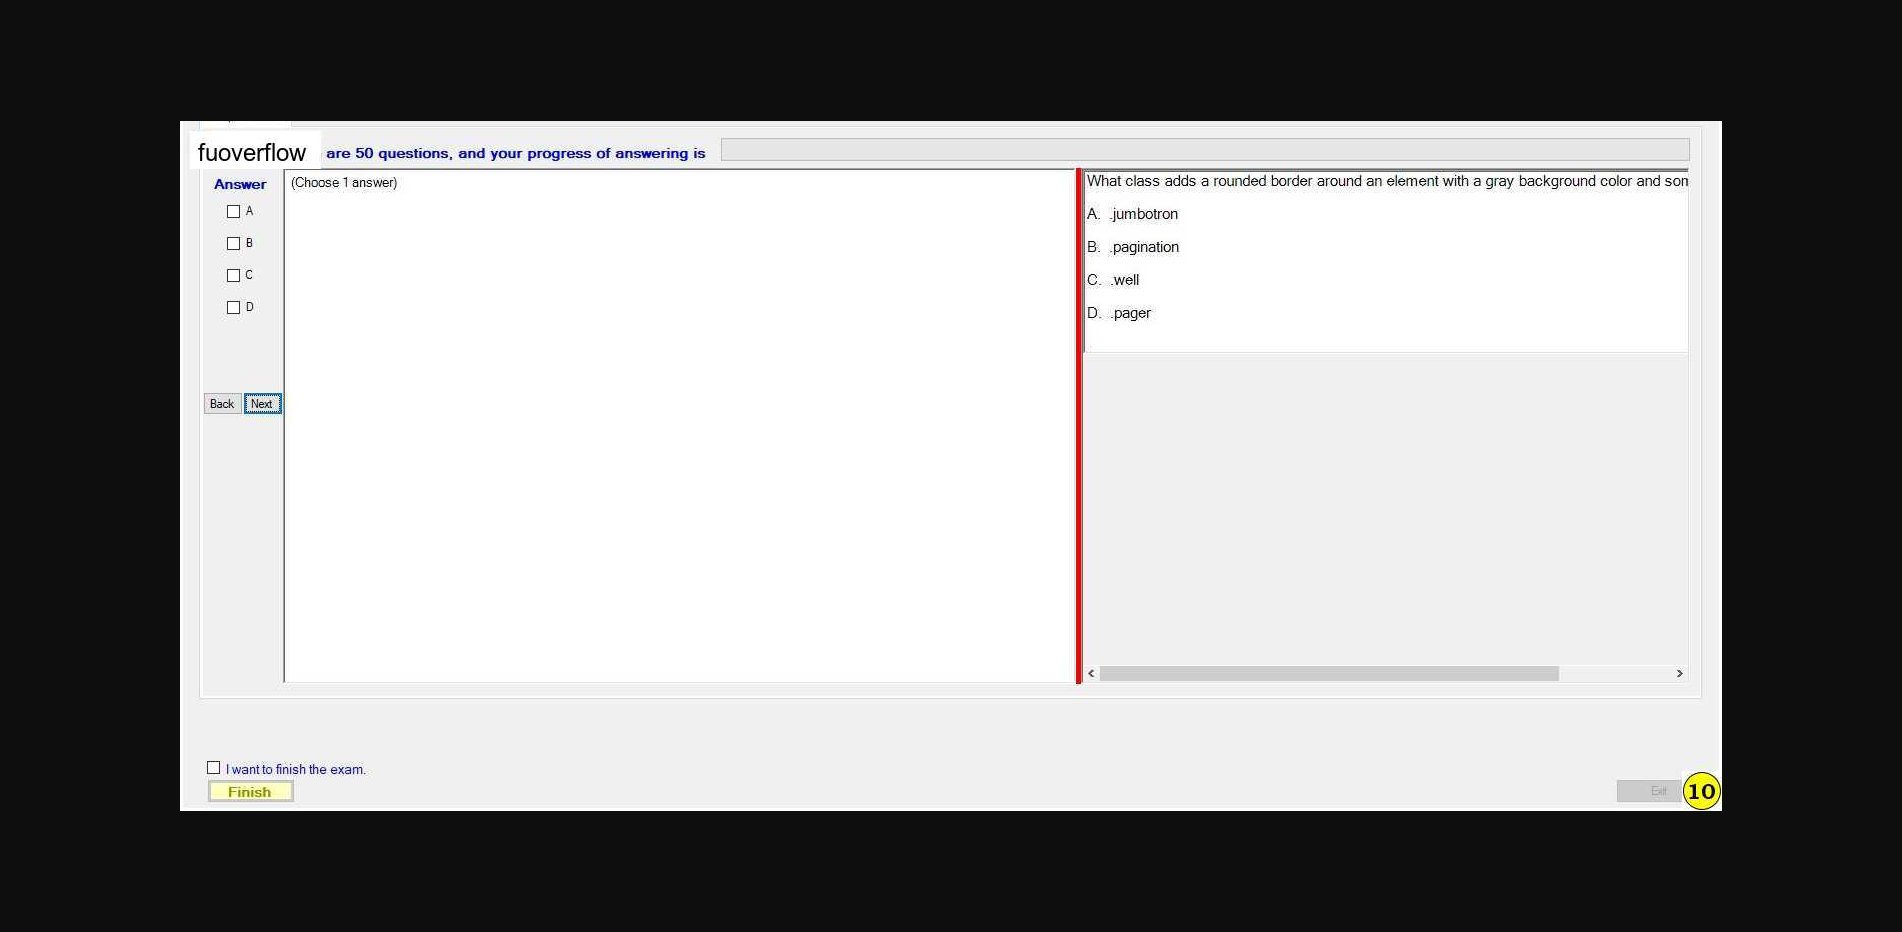 fuoverflow are 50 questions, and your progress of answering is
Answer
A
B
C
D
Back Next
(Choose 1 answer)
What class adds a rounded border around an element with a gray background color and som
A. .jumbotron
B. .pagination
C. .well
D. .pager
I want to finish the exam.
Finish
Exit
10